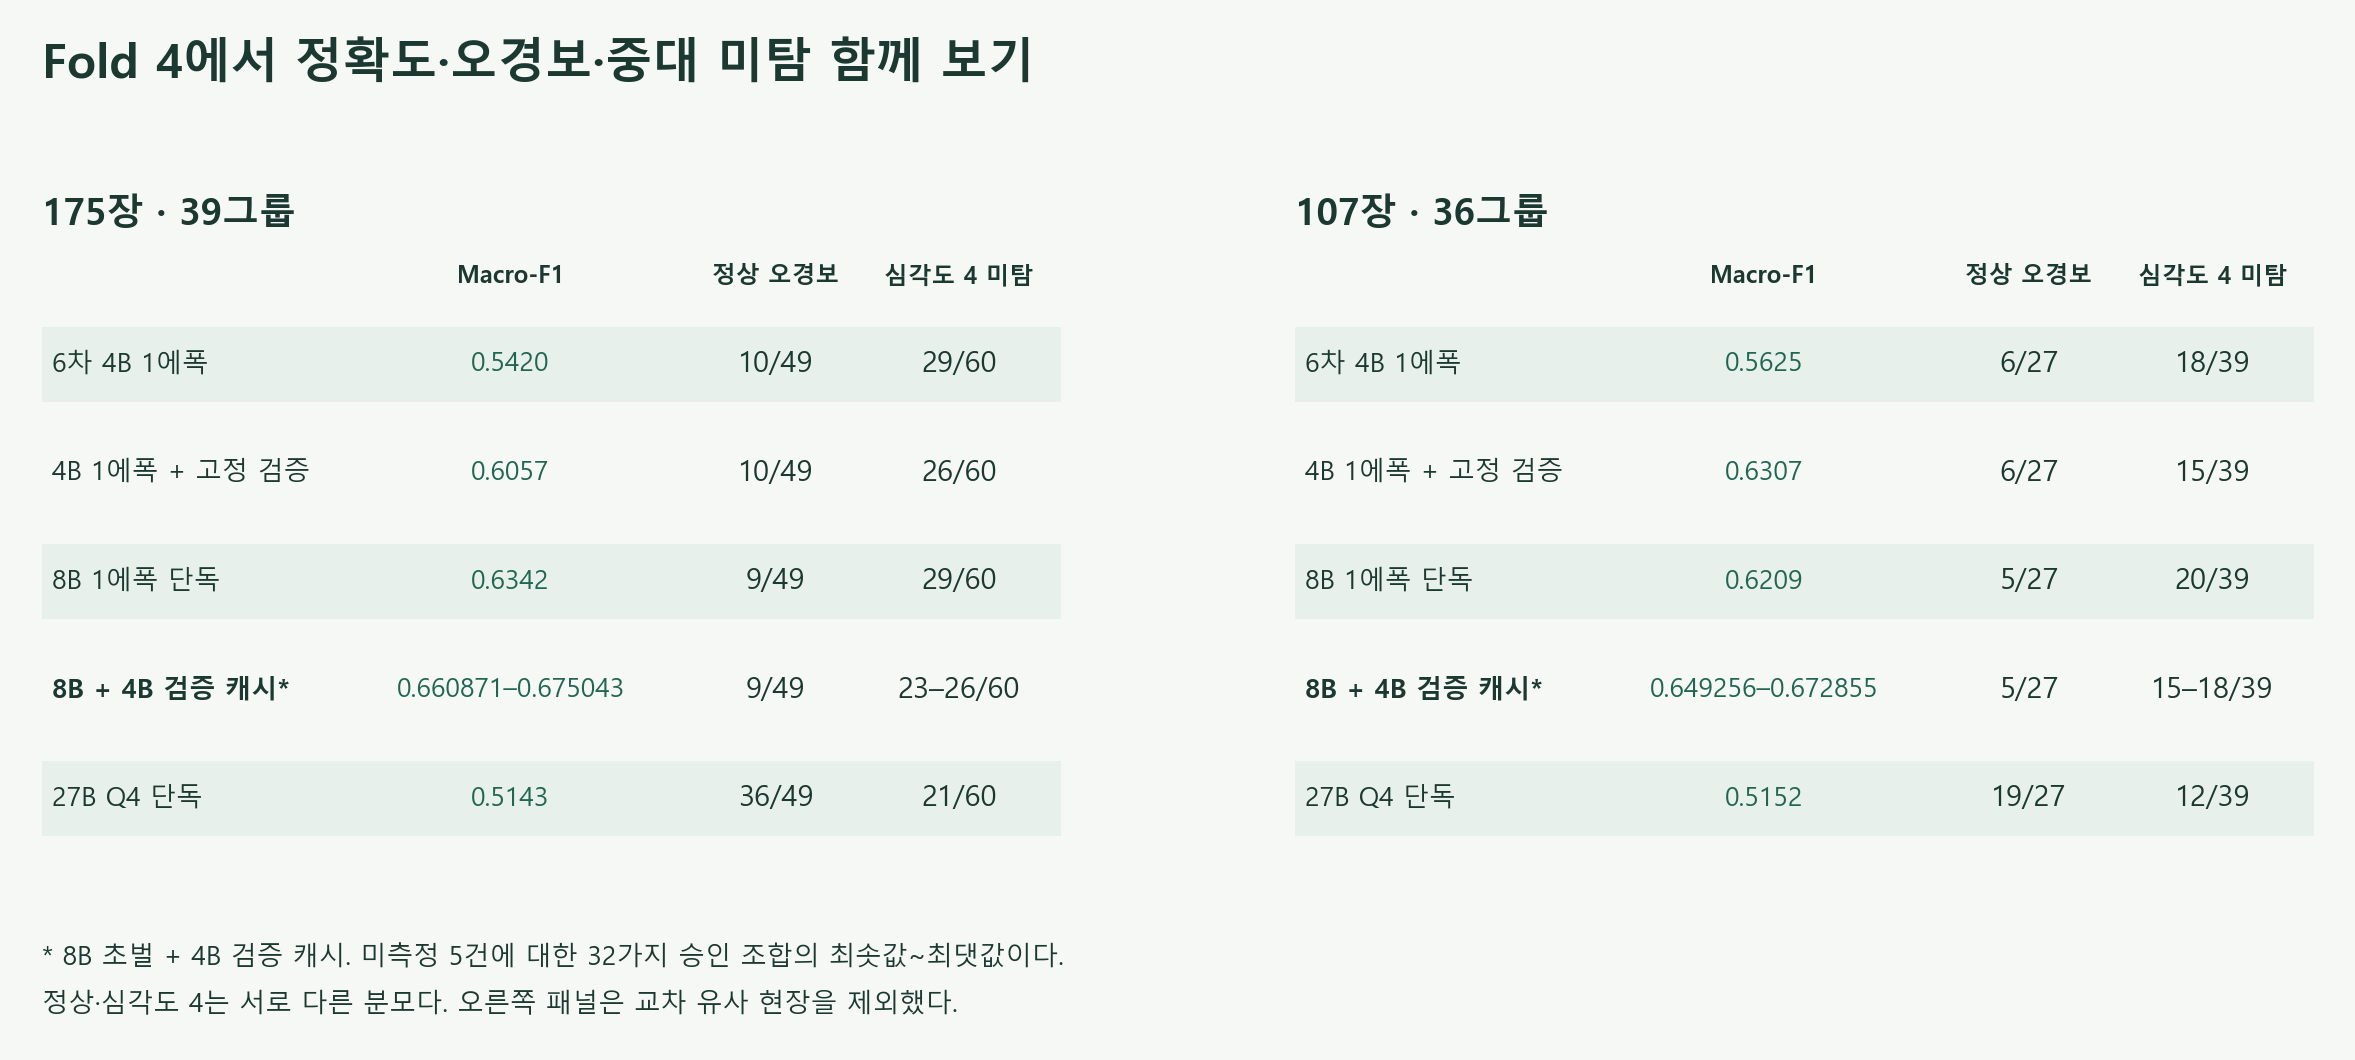 Fold 4에서 정확도·오경보·중대 미탐 함께 보기
175장 · 39그룹
Macro-F1 정상 오경보 심각도 4 미탐
6차 4B 1에폭 0.5420 10/49 29/60
4B 1에폭 + 고정 검증 0.6057 10/49 26/60
8B 1에폭 단독 0.6342 9/49 29/60
8B + 4B 검증 캐시* 0.660871–0.675043 9/49 23–26/60
27B Q4 단독 0.5143 36/49 21/60
107장 · 36그룹
Macro-F1 정상 오경보 심각도 4 미탐
6차 4B 1에폭 0.5625 6/27 18/39
4B 1에폭 + 고정 검증 0.6307 6/27 15/39
8B 1에폭 단독 0.6209 5/27 20/39
8B + 4B 검증 캐시* 0.649256–0.672855 5/27 15–18/39
27B Q4 단독 0.5152 19/27 12/39
* 8B 초벌 + 4B 검증 캐시. 미측정 5건에 대한 32가지 승인 조합의 최솟값~최댓값이다.
정상·심각도 4는 서로 다른 분모다. 오른쪽 패널은 교차 유사 현장을 제외했다.